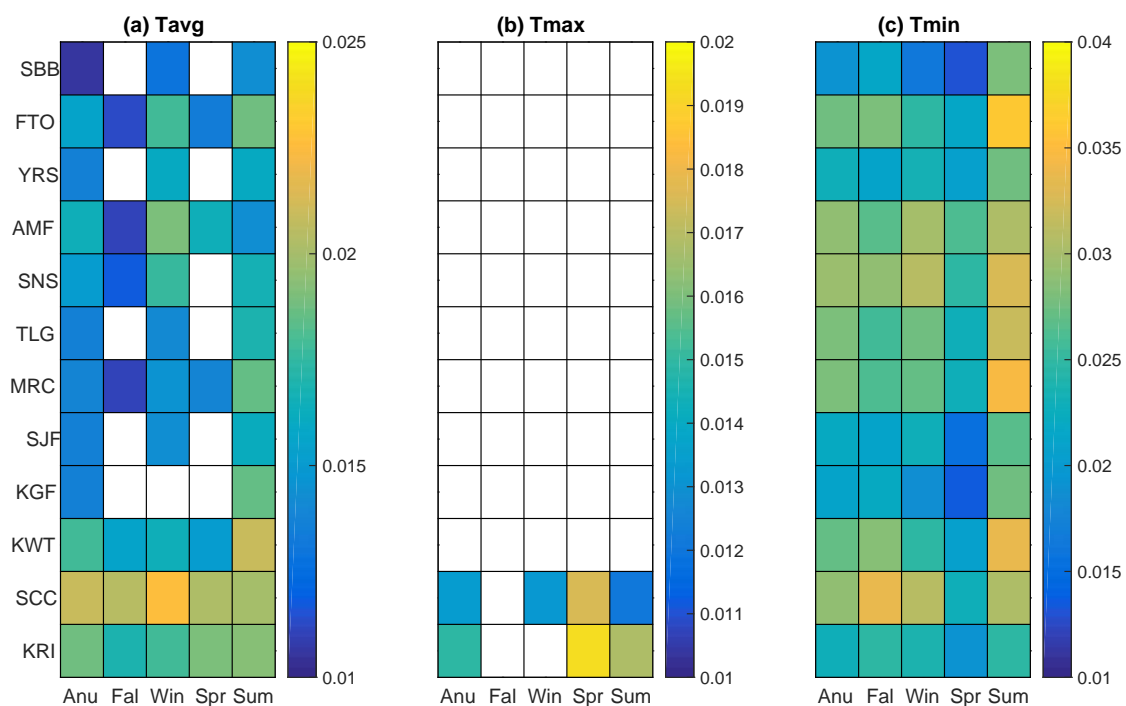 (a) Tavg
(b) Tmax
(c) Tmin
SBB
FTO
YRS
AMF
SNS
TLG
MRC
SJF
KGF
KWT
SCC
KRI
Anu Fal Win Spr Sum
0.025
0.02
0.015
0.01
Anu Fal Win Spr Sum
0.02
0.019
0.018
0.017
0.016
0.015
0.014
0.013
0.012
0.011
0.01
Anu Fal Win Spr Sum
0.04
0.035
0.03
0.025
0.02
0.015
0.01